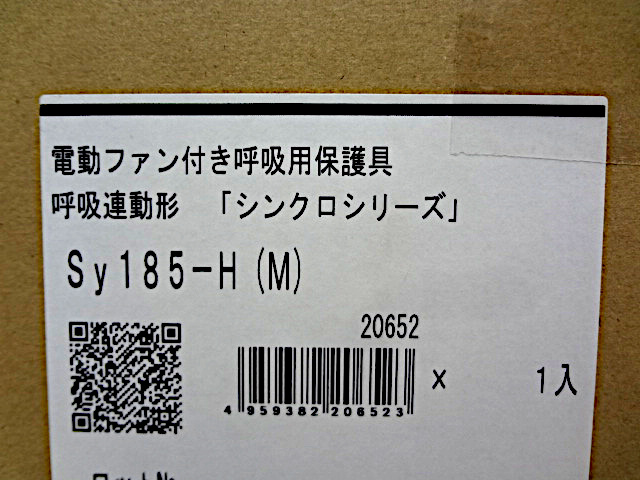 電動ファン付き呼吸用保護具
呼吸連動形 「シンクロシリーズ」
Sy185-H(M)
20652
× 1入
4 959382 206523